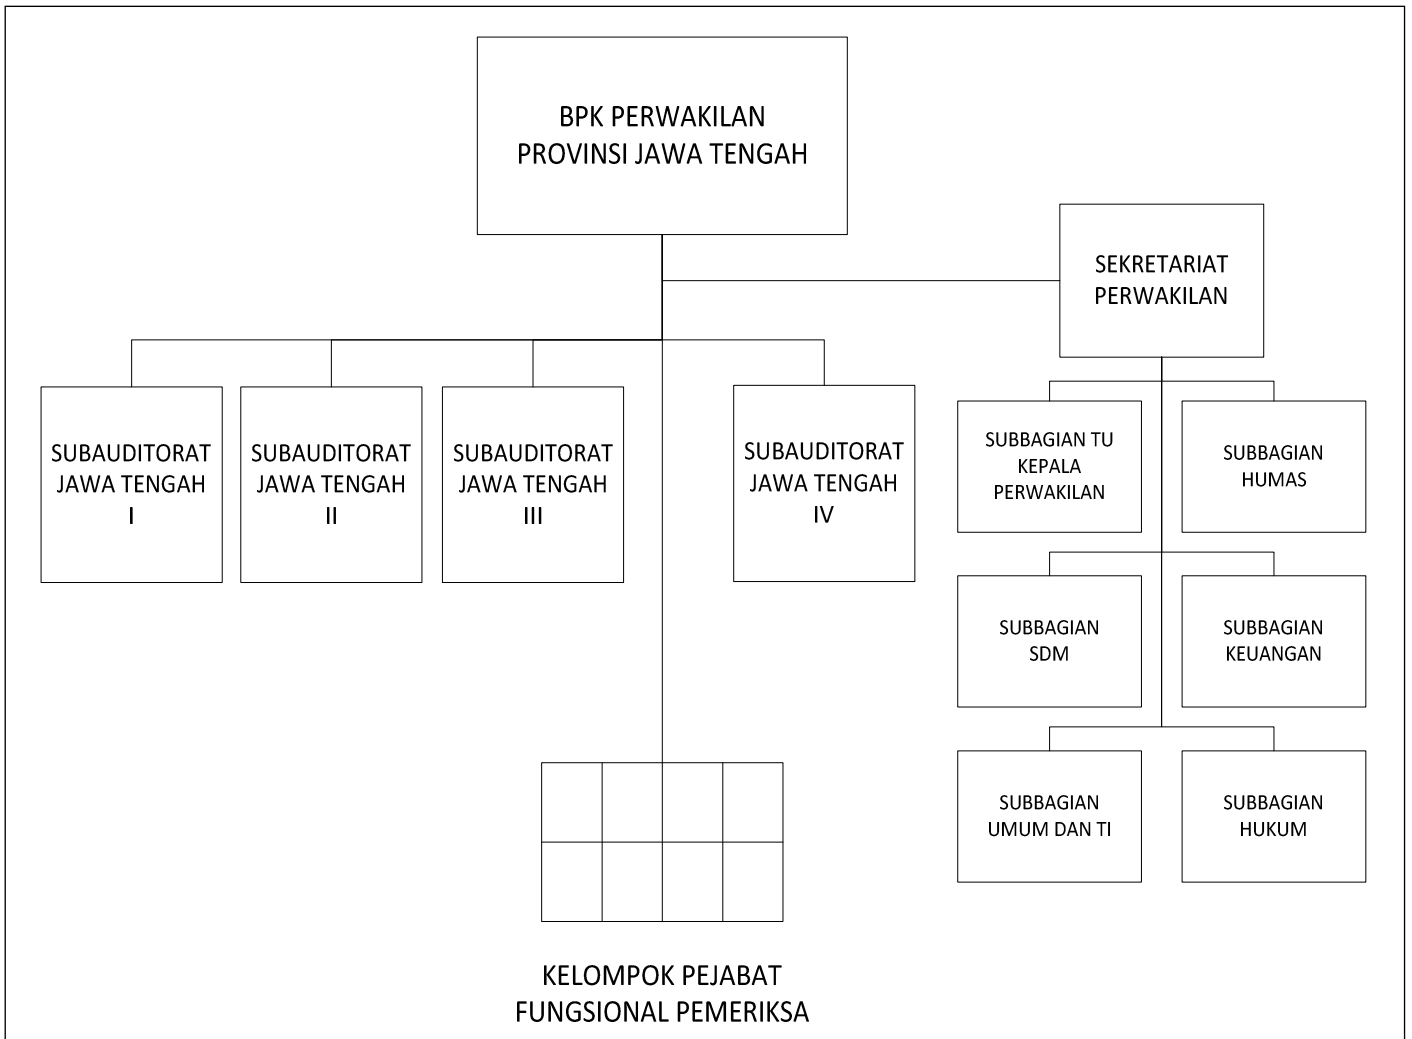 BPK PERWAKILAN
PROVINSI JAWA TENGAH
SEKRETARIAT
PERWAKILAN
SUBAUDITORAT
JAWA TENGAH
I
SUBAUDITORAT
JAWA TENGAH
II
SUBAUDITORAT
JAWA TENGAH
III
SUBAUDITORAT
JAWA TENGAH
IV
SUBBAGIAN TU
KEPALA
PERWAKILAN
SUBBAGIAN
HUMAS
SUBBAGIAN
SDM
SUBBAGIAN
KEUANGAN
SUBBAGIAN
UMUM DAN TI
SUBBAGIAN
HUKUM
KELOMPOK PEJABAT
FUNGSIONAL PEMERIKSA